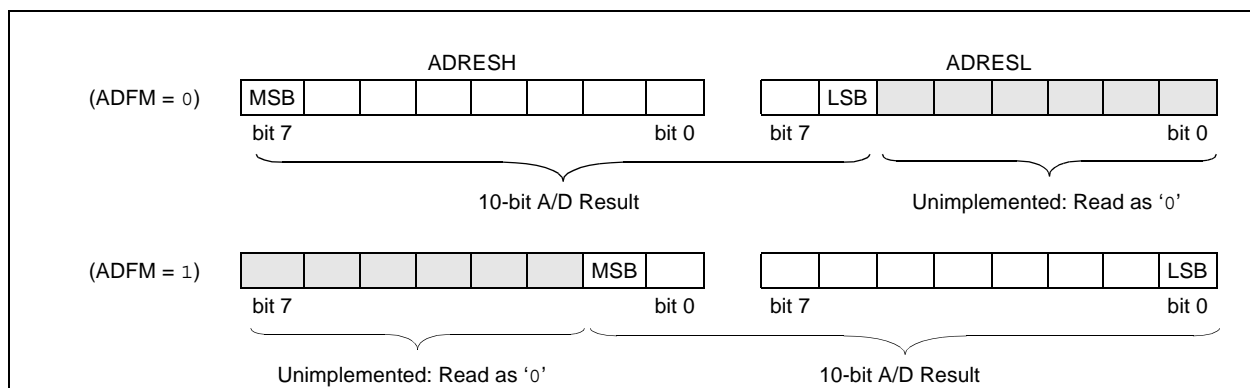 ADRESH ADRESL
(ADFM = 0) MSB LSB
bit 7 bit 0 bit 7 bit 0
10-bit A/D Result Unimplemented: Read as ‘0’
(ADFM = 1) MSB LSB
bit 7 bit 0 bit 7 bit 0
Unimplemented: Read as ‘0’ 10-bit A/D Result